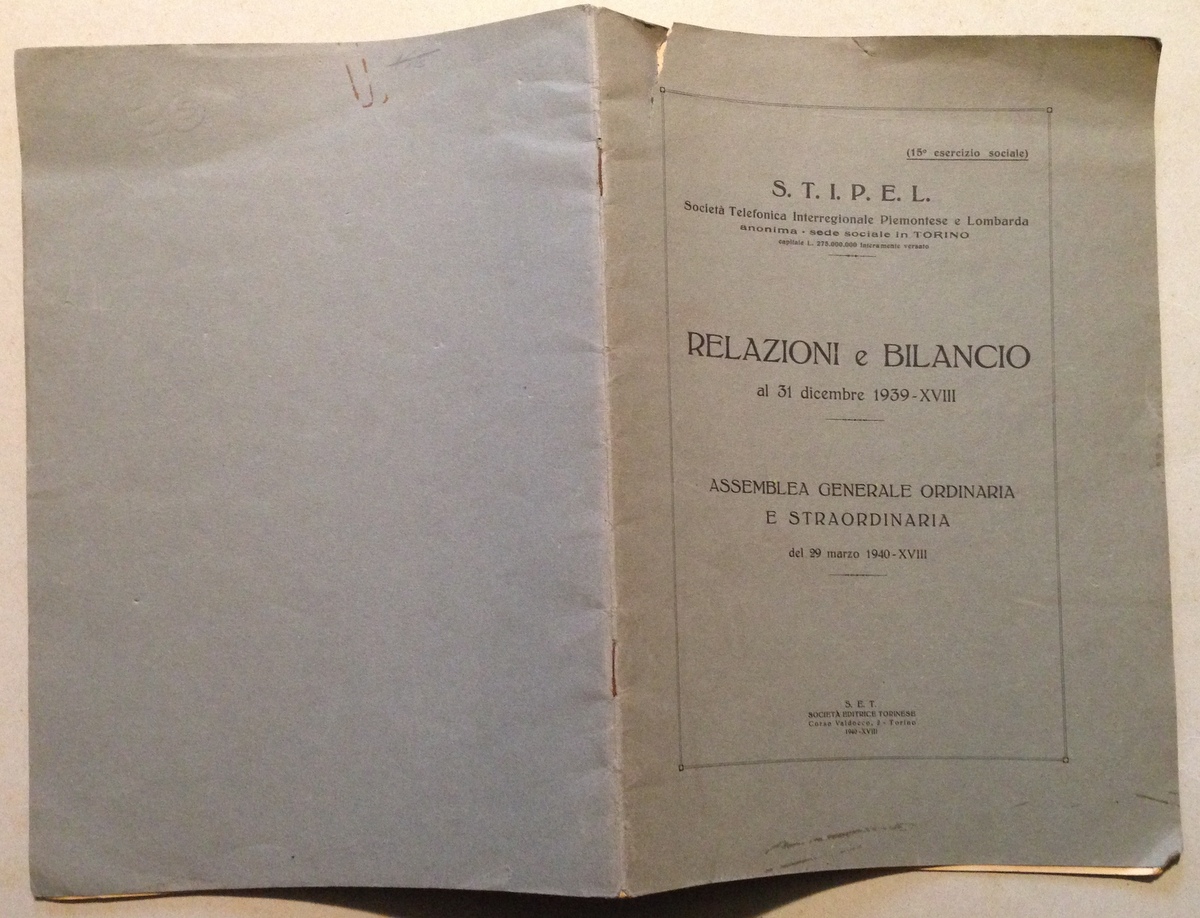 (15º esercizio sociale)
S. T. I. P. E. L.
Società Telefonica Interregionale Piemontese e Lombarda
anonima - sede sociale in TORINO
capitale L. 275.000.000 interamente versato
RELAZIONI e BILANCIO
al 31 dicembre 1939-XVIII
ASSEMBLEA GENERALE ORDINARIA
E STRAORDINARIA
del 29 marzo 1940-XVIII
S. E. T.
SOCIETÀ EDITRICE TORINESE
Corso Valdocco, 2 - Torino
1940-XVIII